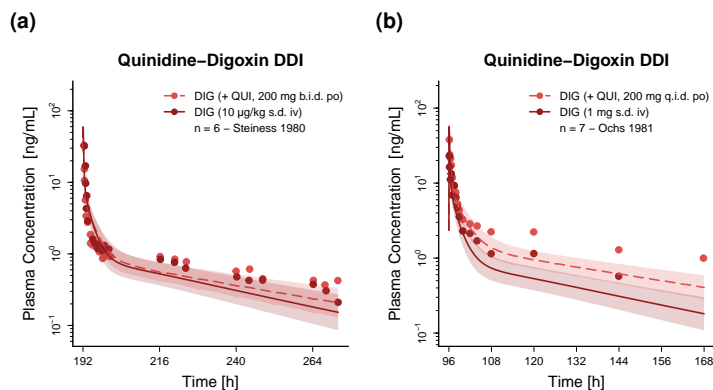 (a)
Quinidine−Digoxin DDI
DIG (+ QUI, 200 mg b.i.d. po)
DIG (10 µg/kg s.d. iv)
n = 6 − Steiness 1980
Plasma Concentration [ng/mL]
10²
10¹
10⁰
10⁻¹
192
216
240
264
Time [h]
(b)
Quinidine−Digoxin DDI
DIG (+ QUI, 200 mg q.i.d. po)
DIG (1 mg s.d. iv)
n = 7 − Ochs 1981
Plasma Concentration [ng/mL]
10²
10¹
10⁰
10⁻¹
96
108
120
132
144
156
168
Time [h]